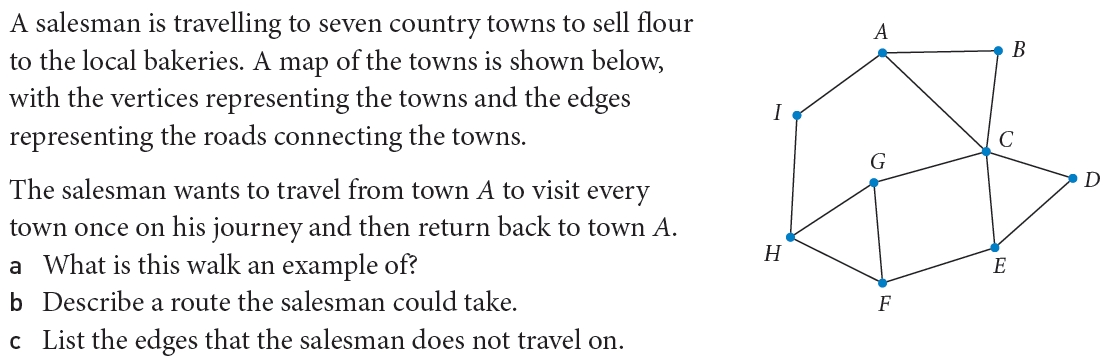 A salesman is travelling to seven country towns to sell flour
to the local bakeries. A map of the towns is shown below,
with the vertices representing the towns and the edges
representing the roads connecting the towns.
The salesman wants to travel from town A to visit every
town once on his journey and then return back to town A.
a What is this walk an example of?
b Describe a route the salesman could take.
c List the edges that the salesman does not travel on.
A
B
I
C
G
D
H
E
F